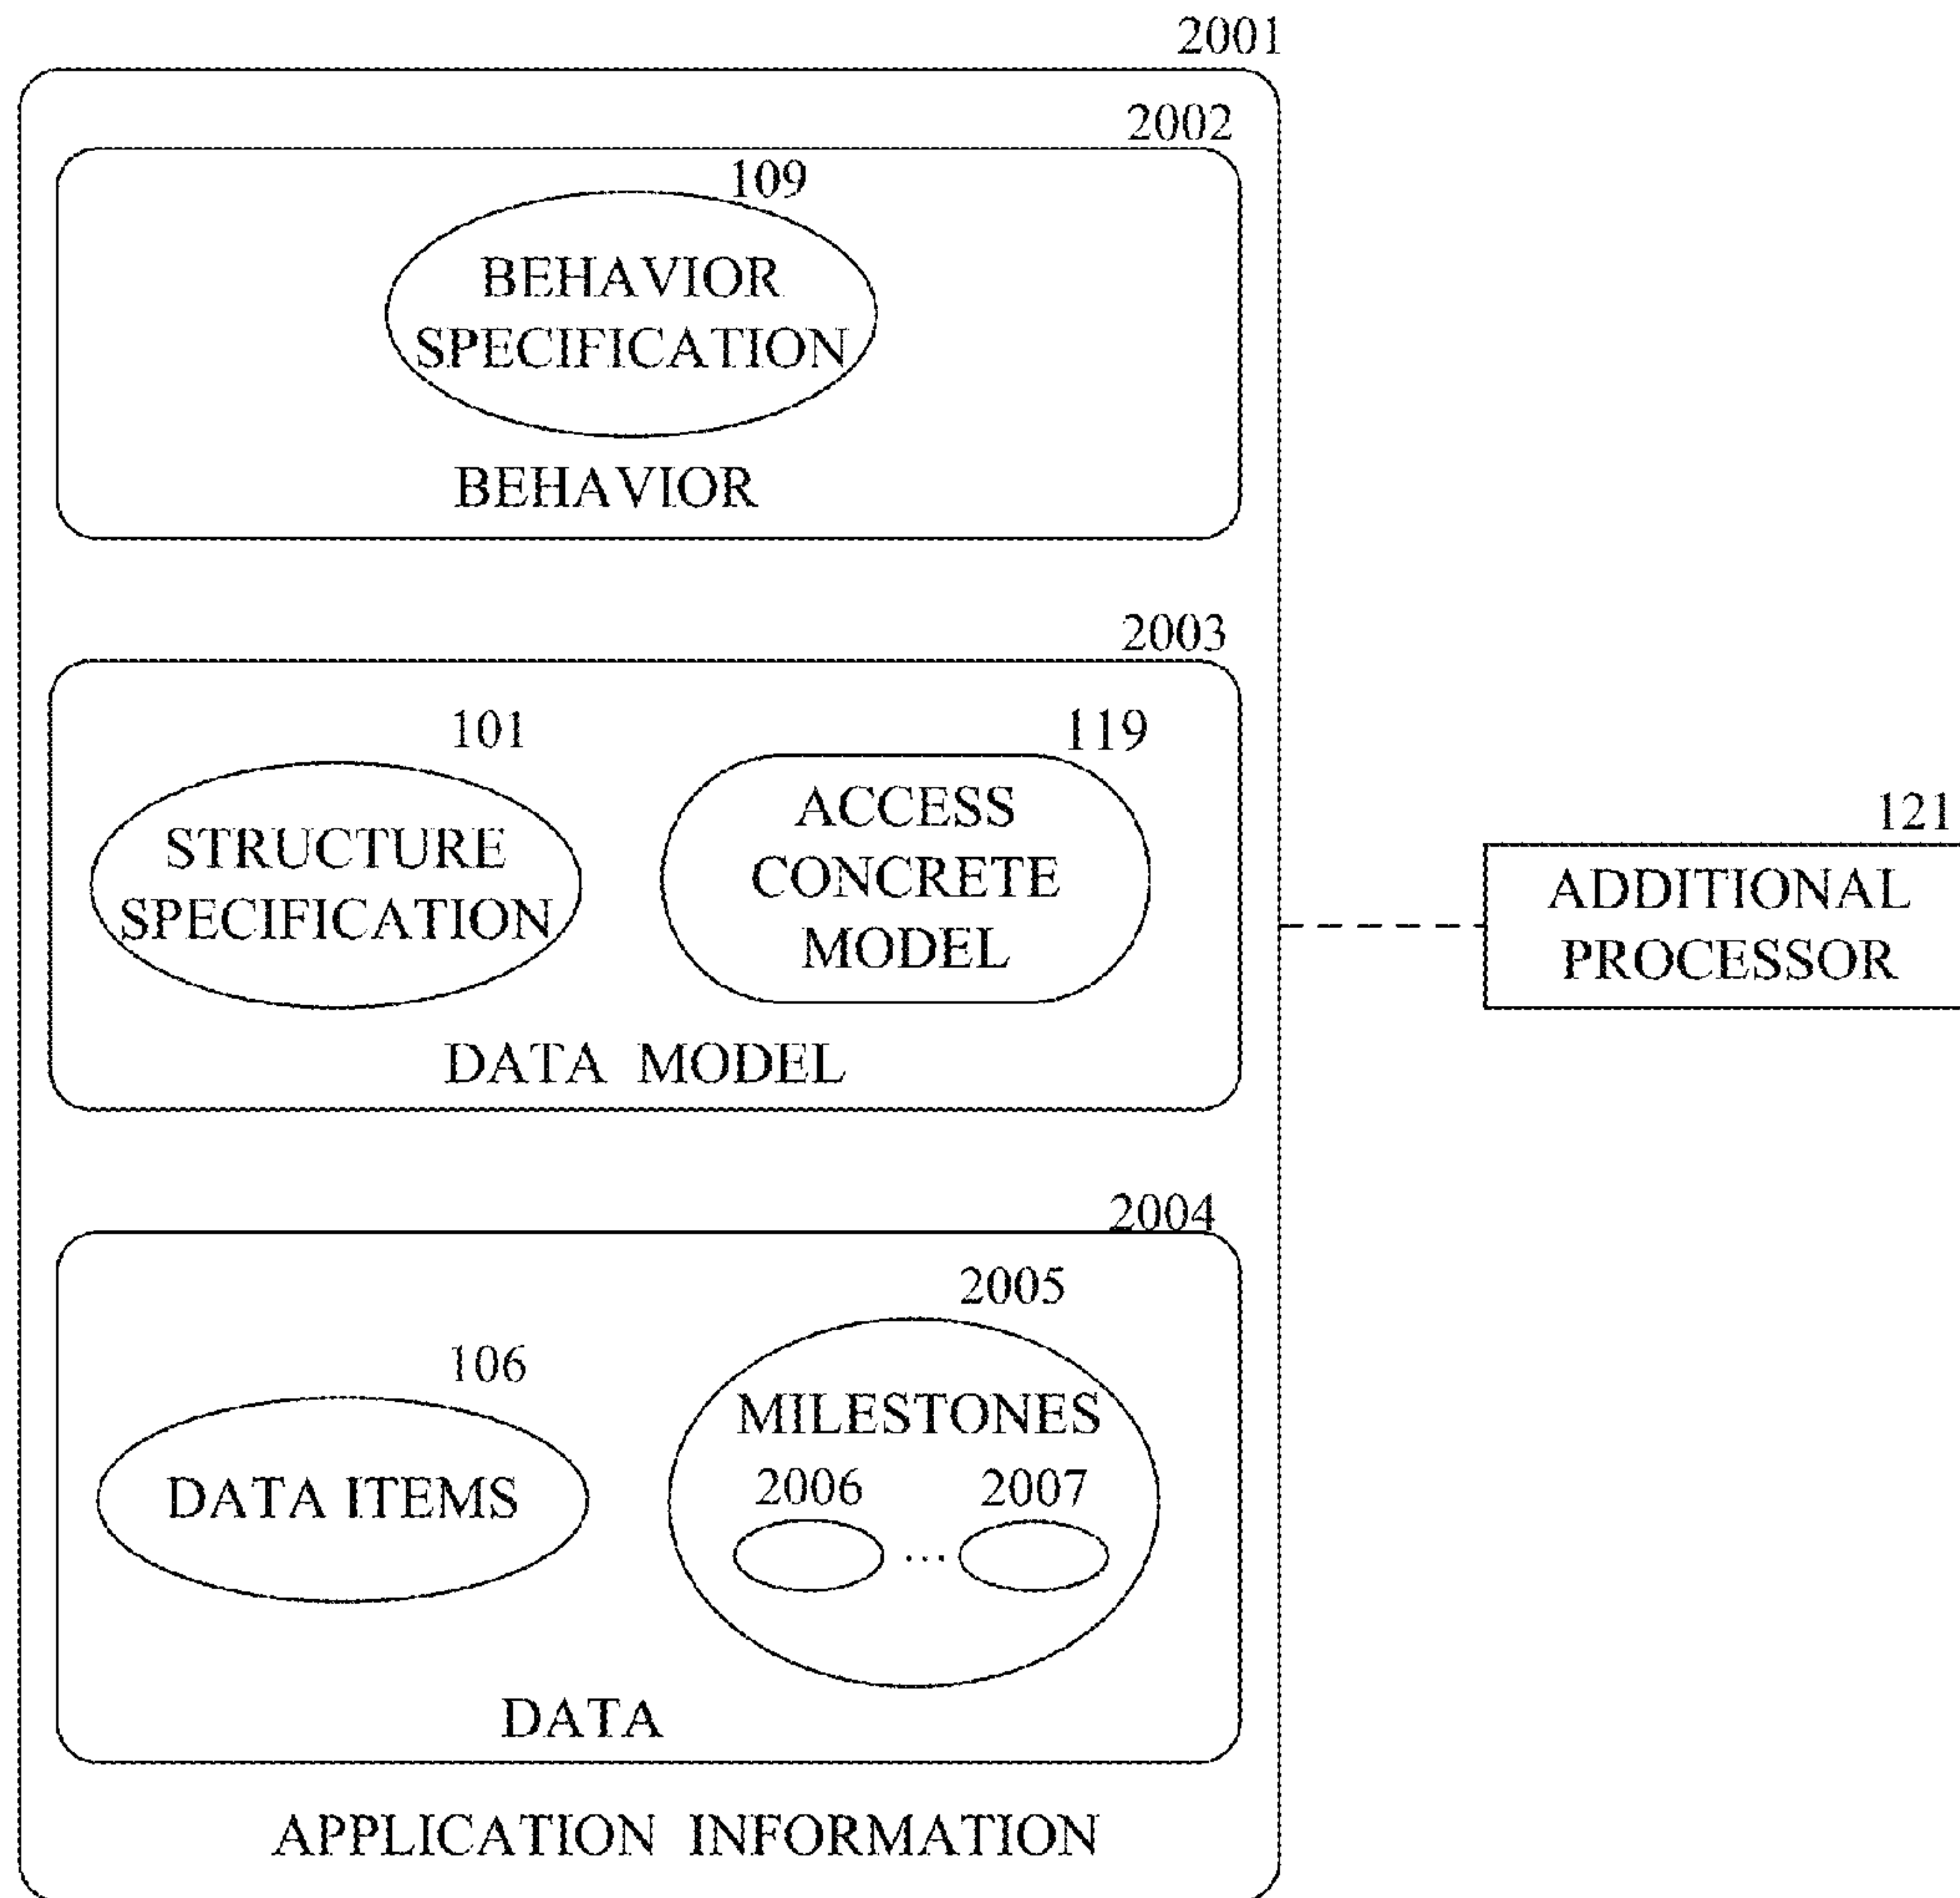 2001
2002
109
BEHAVIOR
SPECIFICATION
BEHAVIOR
2003
101
119
STRUCTURE
SPECIFICATION
ACCESS
CONCRETE
MODEL
DATA MODEL
121
ADDITIONAL
PROCESSOR
2004
2005
106
DATA ITEMS
MILESTONES
2006
2007
...
DATA
APPLICATION INFORMATION